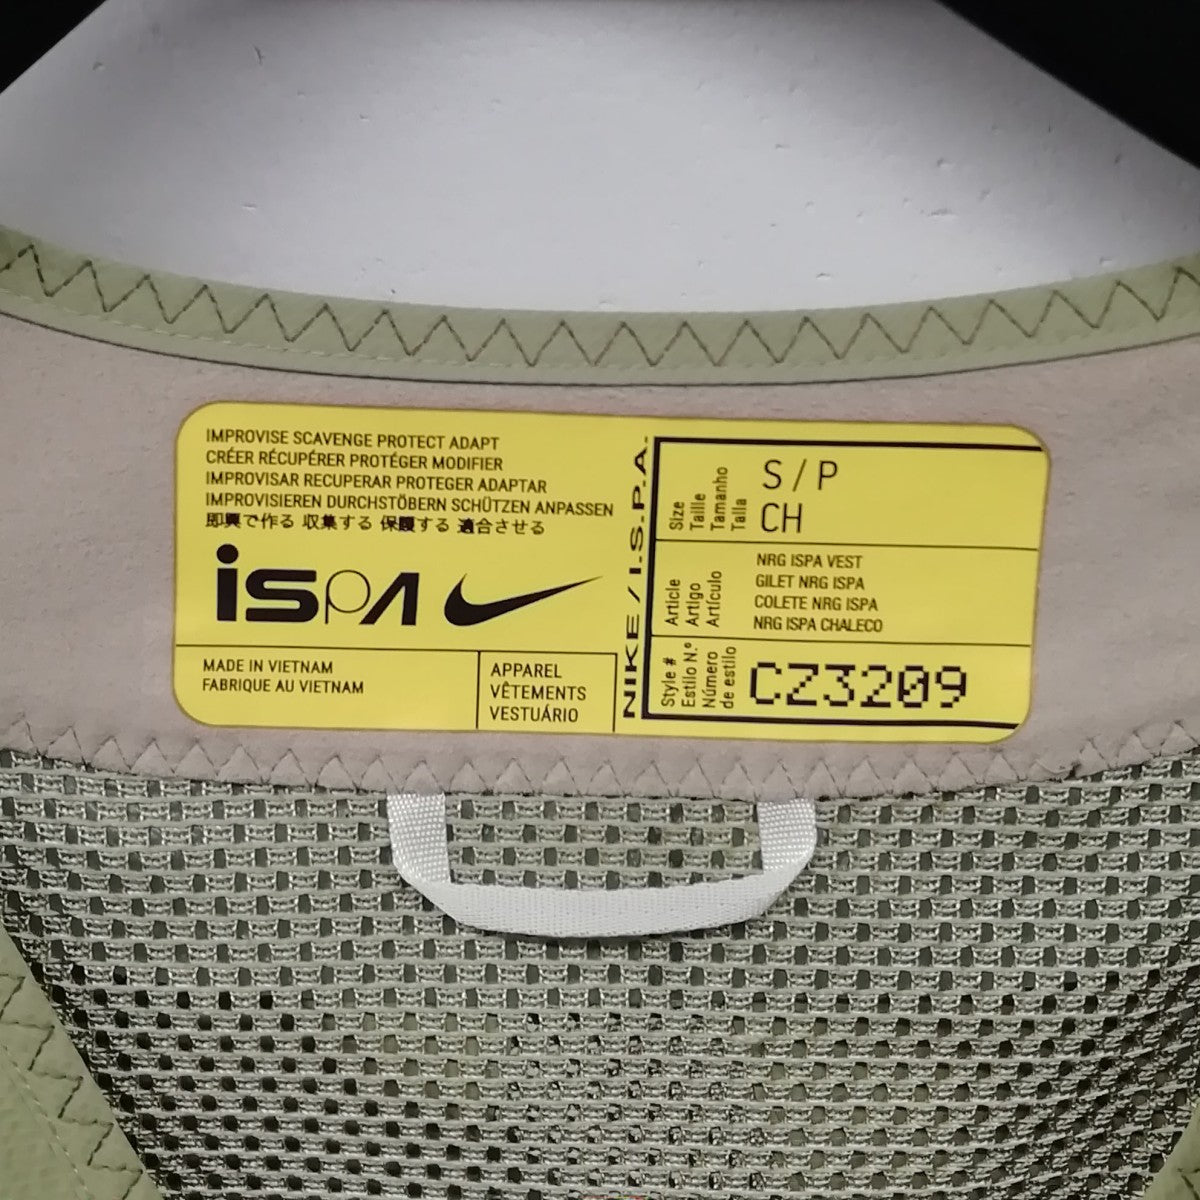 IMPROVISE SCAVENGE PROTECT ADAPT
CRÉER RÉCUPÉRER PROTÉGER MODIFIER
IMPROVISAR RECUPERAR PROTEGER ADAPTAR
IMPROVISIEREN DURCHSTÖBERN SCHÜTZEN ANPASSEN
即興で作る 収集する 保護する 適合させる
ISPA
MADE IN VIETNAM
FABRIQUE AU VIETNAM
APPAREL
VÊTEMENTS
VESTUÁRIO
NIKE / I.S.P.A.
Size
Taille
Tamanho
Talla
S / P
CH
Article
Artigo
Artículo
NRG ISPA VEST
GILET NRG ISPA
COLETE NRG ISPA
NRG ISPA CHALECO
Style #
Estilo N.º
Número
de estilo
CZ3209